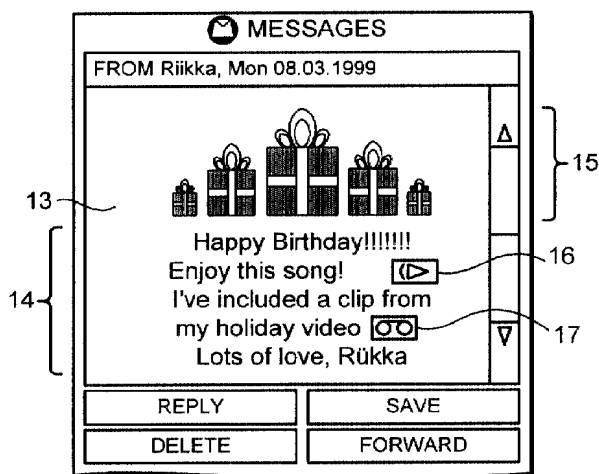 MESSAGES
FROM Riikka, Mon 08.03.1999
15
13
Happy Birthday!!!!!!!
16
Enjoy this song!
14
I've included a clip from
my holiday video
17
Lots of love, Rükka
REPLY
SAVE
DELETE
FORWARD